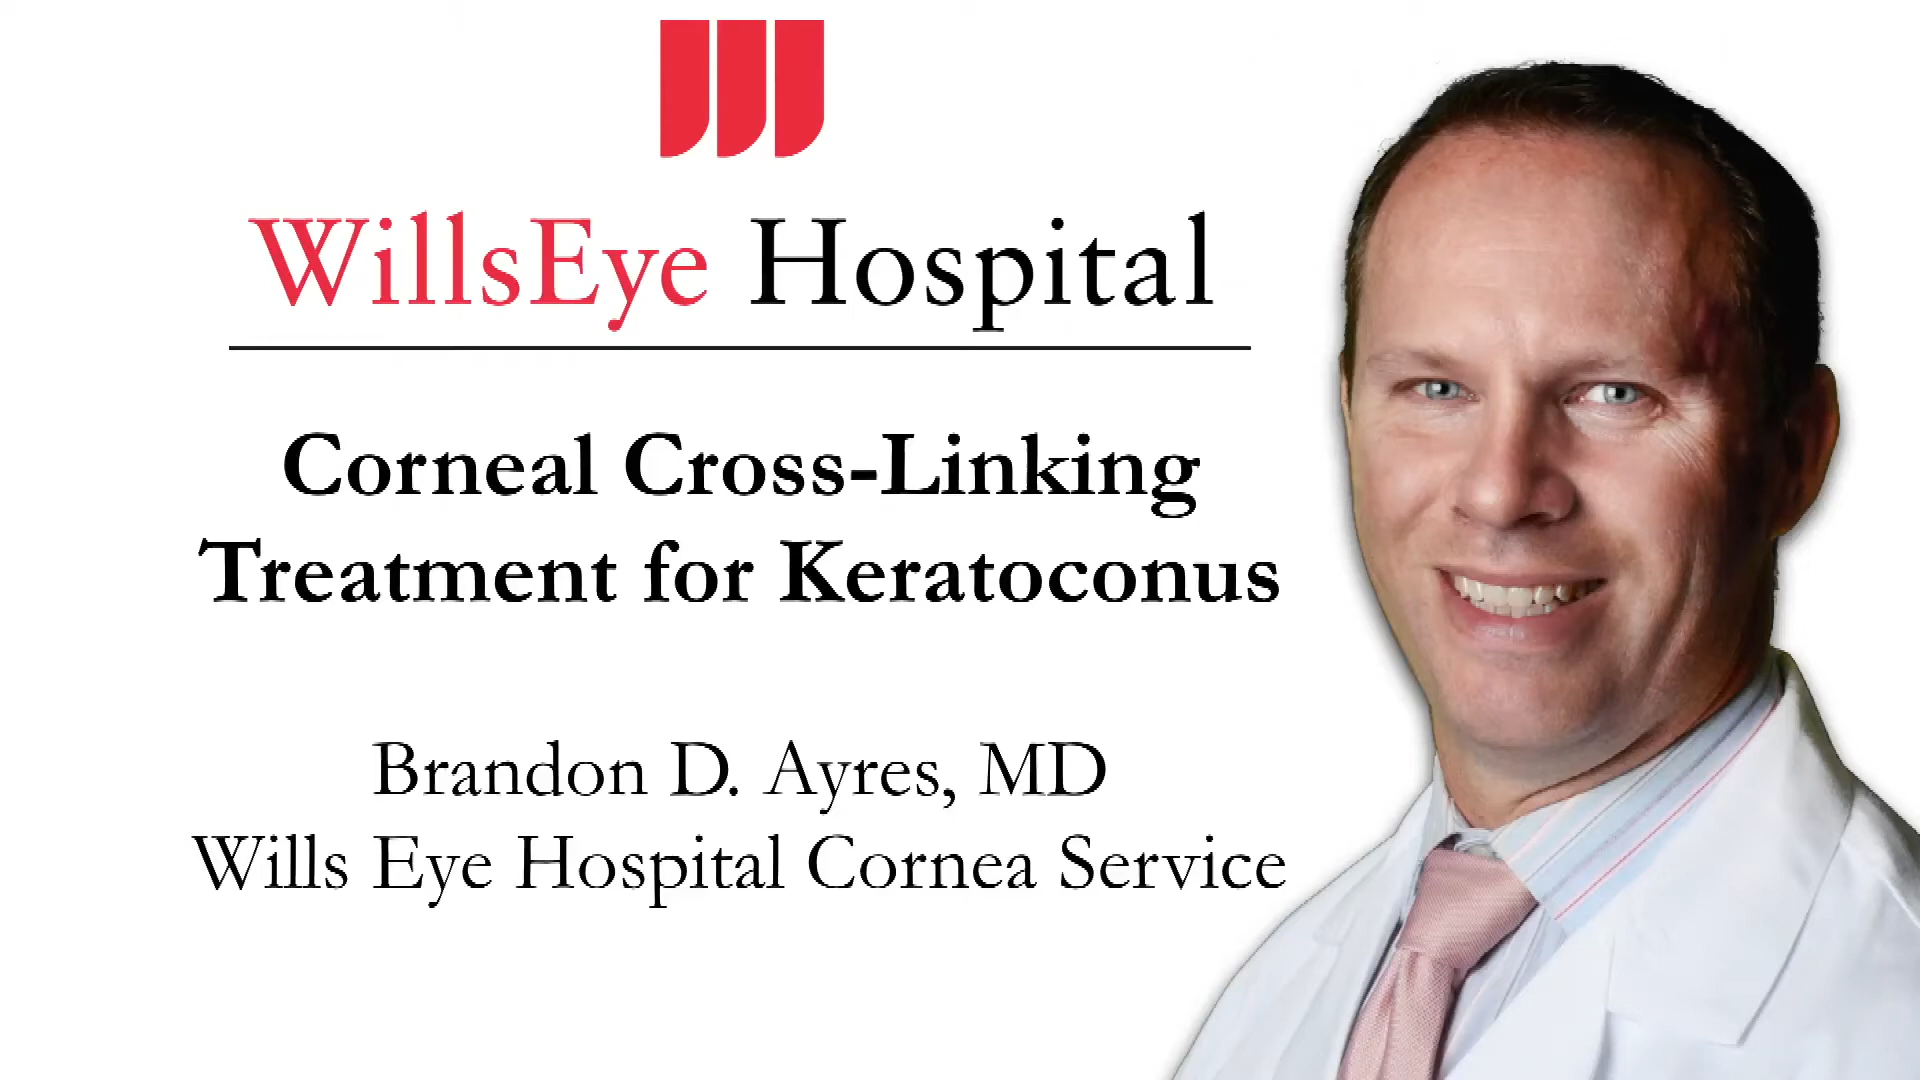 WillsEye Hospital
Corneal Cross-Linking
Treatment for Keratoconus
Brandon D. Ayres, MD
Wills Eye Hospital Cornea Service